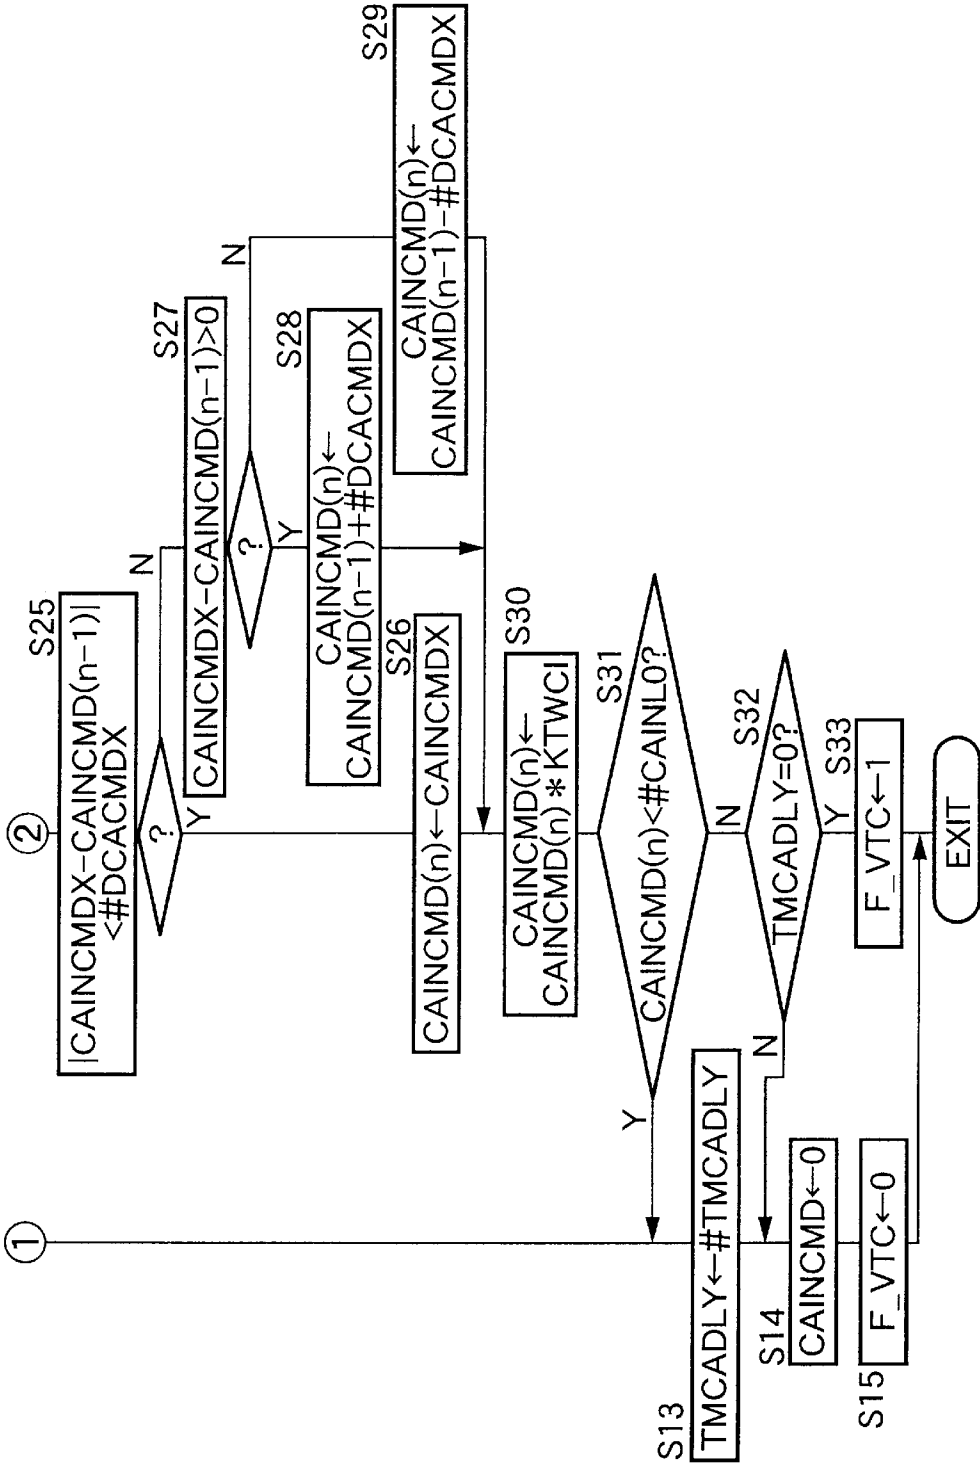 ①
②
S25
|CAINCMDX-CAINCMD(n-1)|
<#DCACMDX
?
N
Y
S27
CAINCMDX-CAINCMD(n-1)>0
?
N
Y
S28
CAINCMD(n)←
CAINCMD(n-1)+#DCACMDX
S29
CAINCMD(n)←
CAINCMD(n-1)-#DCACMDX
S26
CAINCMD(n)←CAINCMDX
S30
CAINCMD(n)←
CAINCMD(n)*KTWCI
S31
CAINCMD(n)<#CAINL0?
Y
N
S13
TMCADLY←#TMCADLY
S32
TMCADLY=0?
N
Y
S14
CAINCMD←0
S33
F_VTC←1
S15
F_VTC←0
EXIT